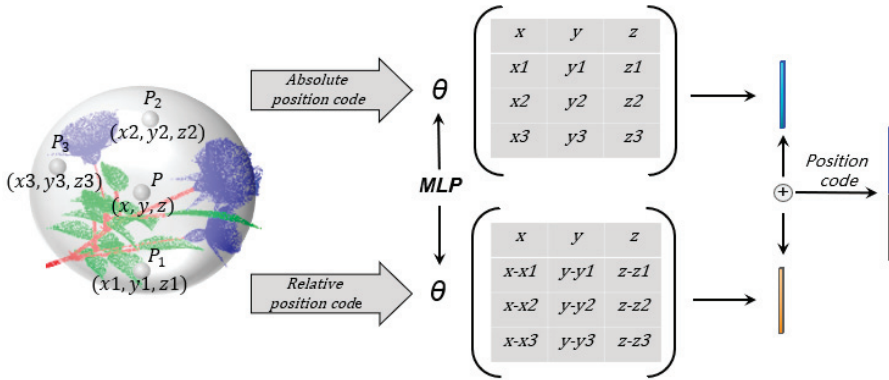 P2
(x2, y2, z2)
P3
(x3, y3, z3)
P
(x, y, z)
P1
(x1, y1, z1)
Absolute
position code
θ
x y z
x1 y1 z1
x2 y2 z2
x3 y3 z3
MLP
Relative
position code
θ
x y z
x-x1 y-y1 z-z1
x-x2 y-y2 z-z2
x-x3 y-y3 z-z3
+
Position
code